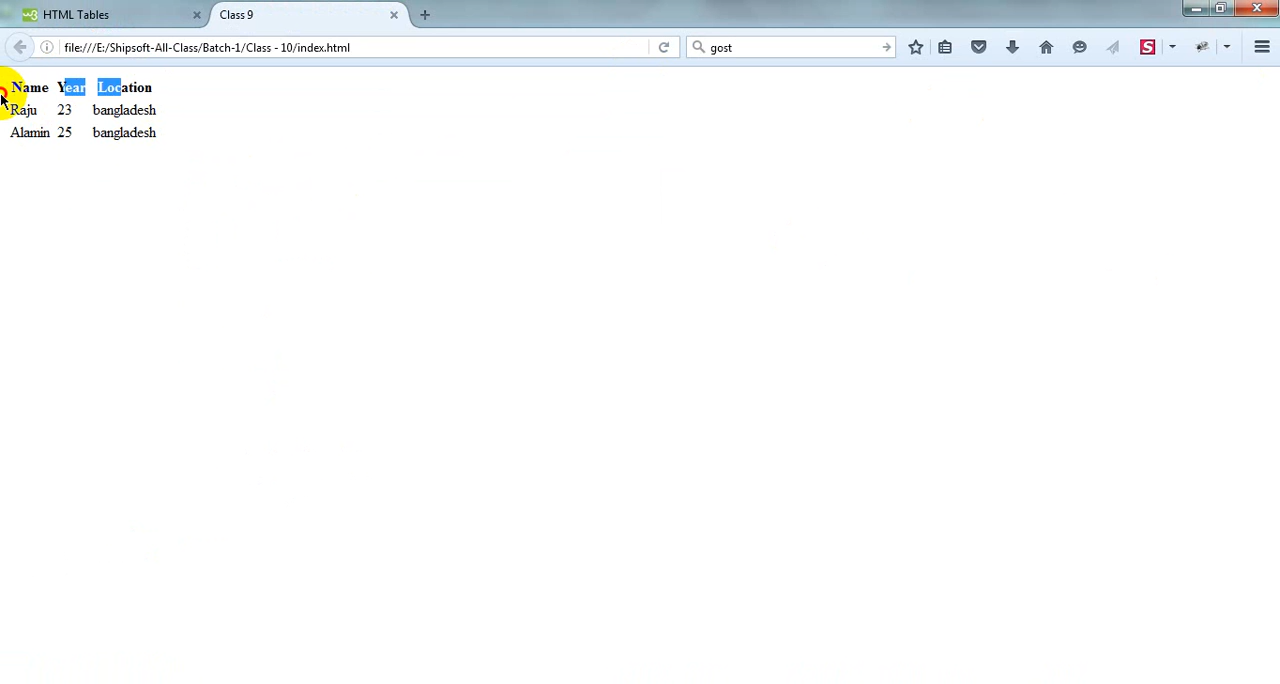 HTML Tables
Class 9
file:///E:/Shipsoft-All-Class/Batch-1/Class - 10/index.html
gost
Name Year Location
Raju 23 bangladesh
Alamin 25 bangladesh